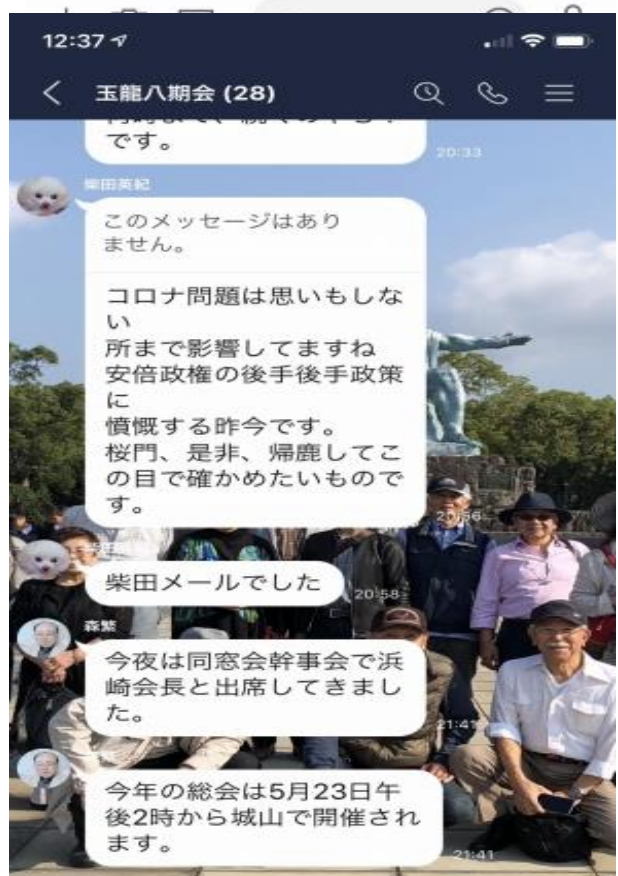 12:37
玉龍八期会 (28)
です。
20:33
柴田英紀
このメッセージはあり
ません。
コロナ問題は思いもしな
い
所まで影響してますね
安倍政権の後手後手政策
に
憤慨する昨今です。
桜門、是非、帰鹿してこ
の目で確かめたいもので
す。
20:56
柴田メールでした
20:58
森繁
今夜は同窓会幹事会で浜
崎会長と出席してきまし
た。
21:41
今年の総会は5月23日午
後2時から城山で開催され
ます。
21:41